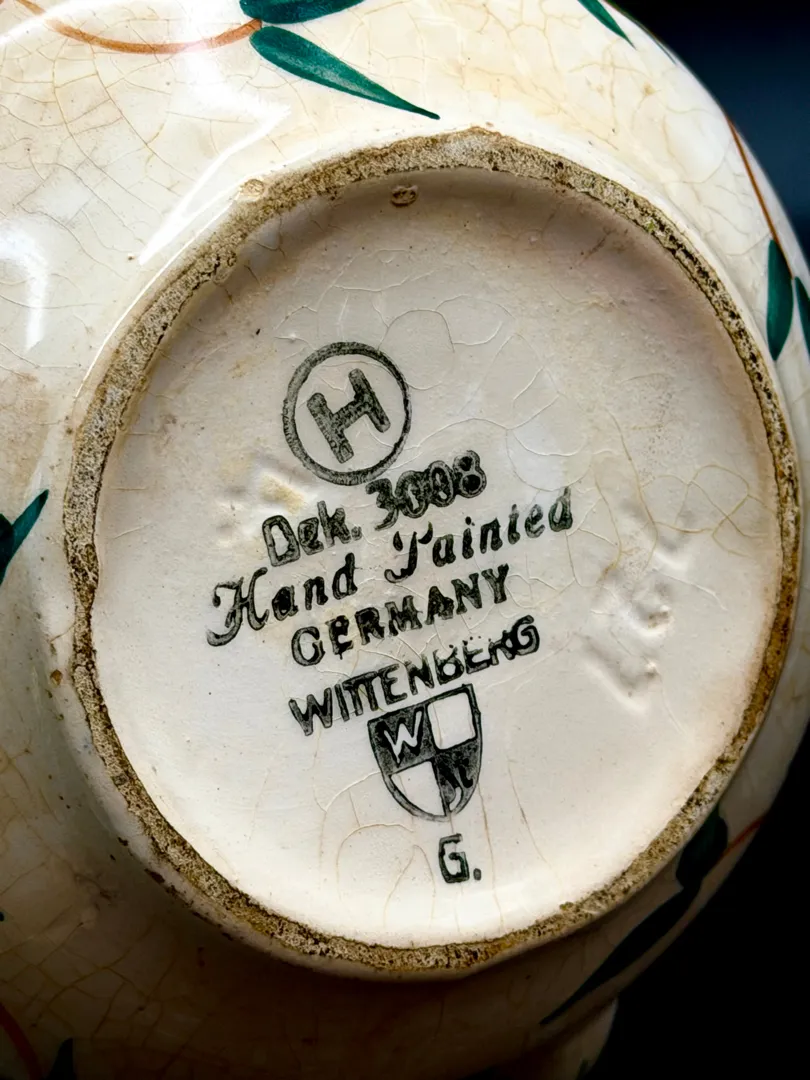 H
Dek. 3008
Hand Painted
GERMANY
WITTENBERG
W
G.